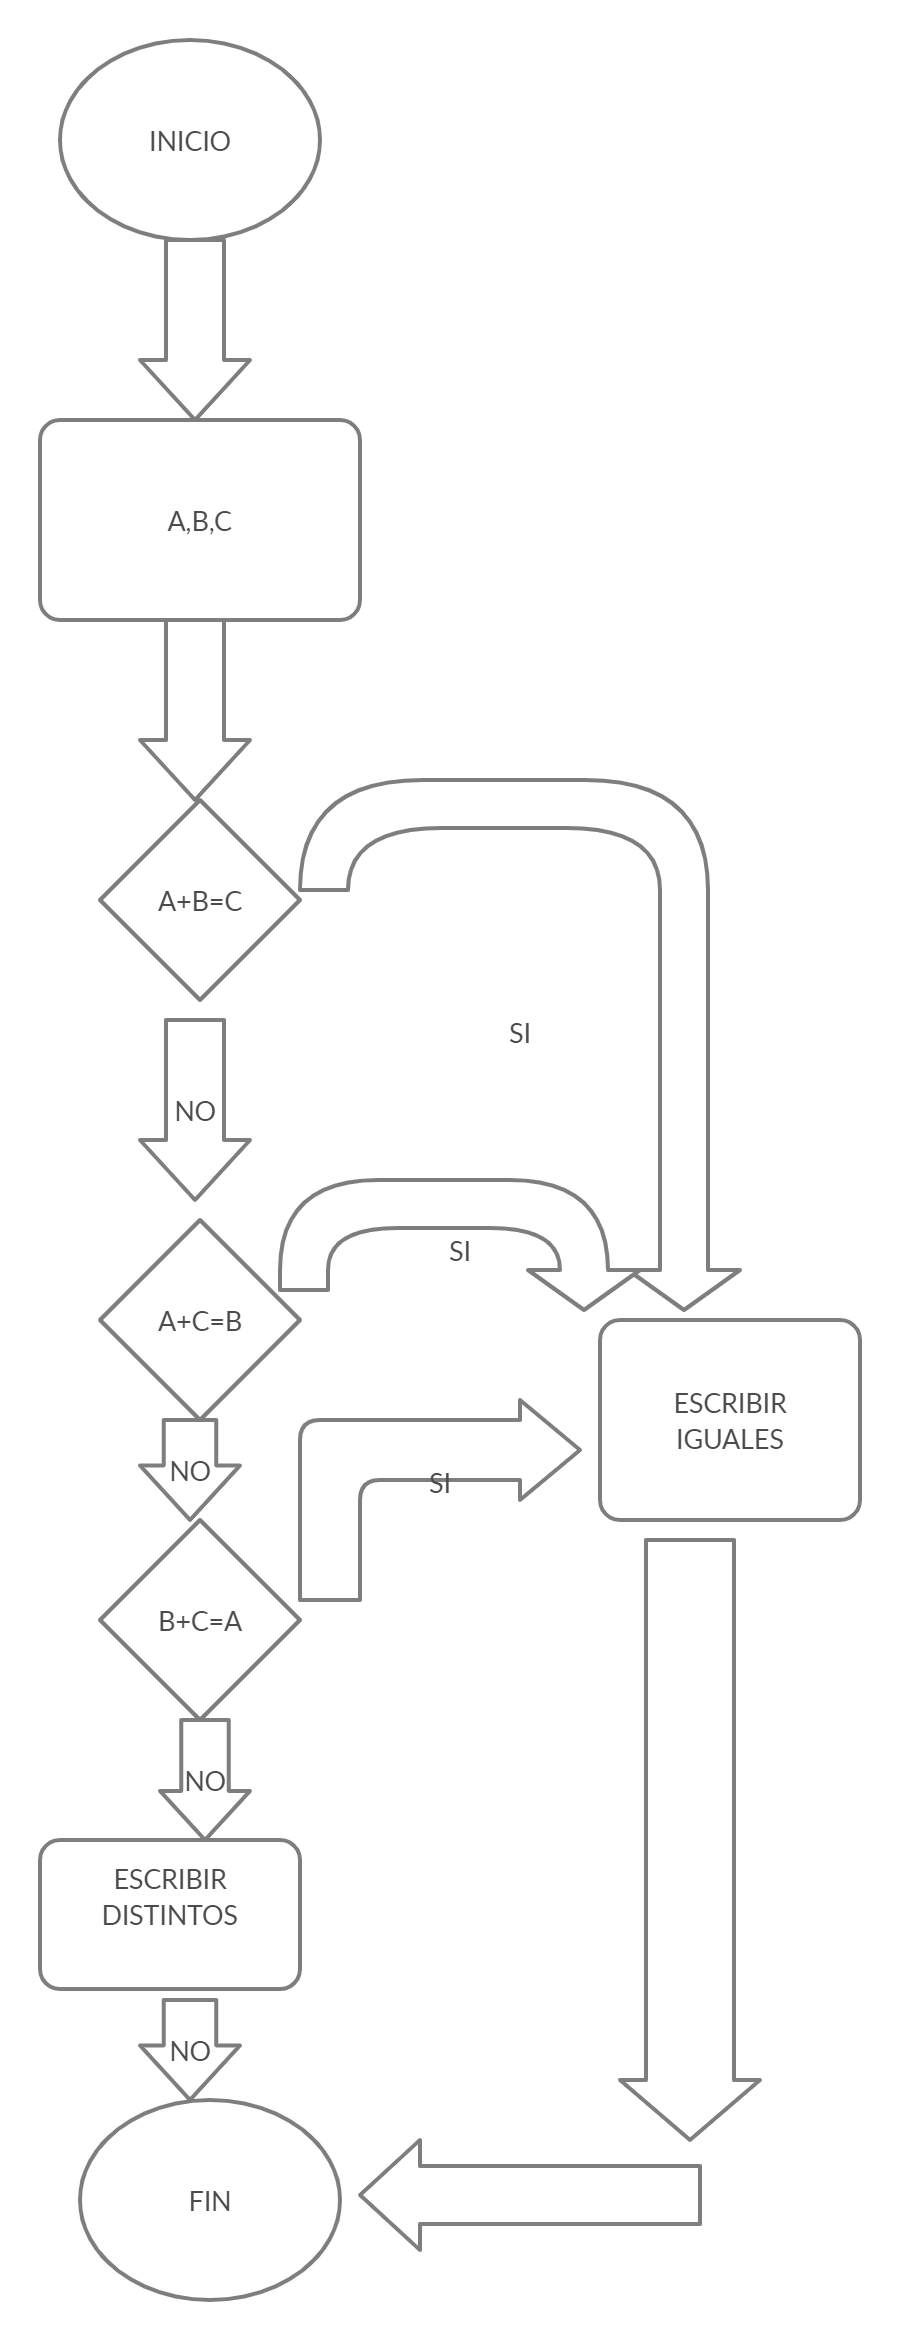 INICIO
A,B,C
A+B=C
SI
NO
SI
A+C=B
ESCRIBIR
IGUALES
NO
SI
B+C=A
NO
ESCRIBIR
DISTINTOS
NO
FIN